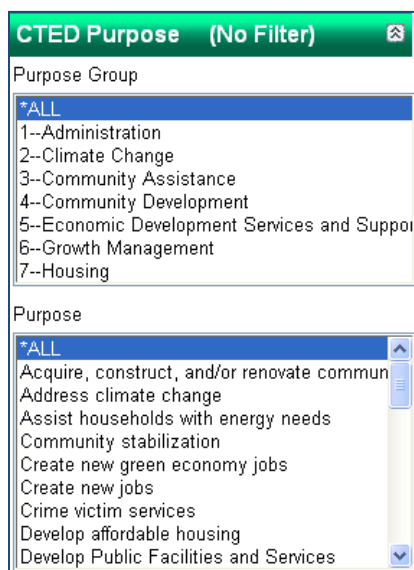 CTED Purpose (No Filter)
Purpose Group
*ALL
1--Administration
2--Climate Change
3--Community Assistance
4--Community Development
5--Economic Development Services and Suppor
6--Growth Management
7--Housing
Purpose
*ALL
Acquire, construct, and/or renovate commun
Address climate change
Assist households with energy needs
Community stabilization
Create new green economy jobs
Create new jobs
Crime victim services
Develop affordable housing
Develop Public Facilities and Services